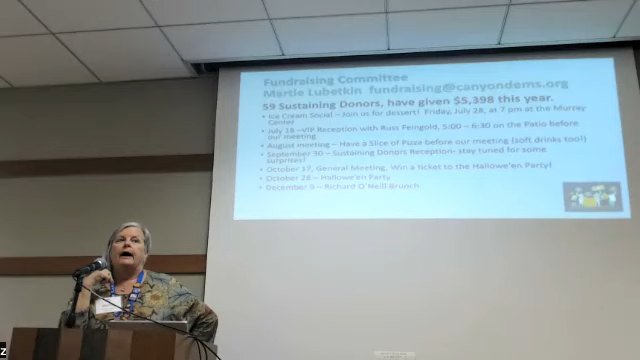 Fundraising Committee
Martie Lubetkin fundraising@canyondems.org
59 Sustaining Donors, have given $5,398 this year.
• Ice Cream Social – Join us for dessert! Friday, July 28, at 7 pm at the Murray
Center
• July 18 –VIP Reception with Russ Feingold, 5:00 – 6:30 on the Patio before
our meeting
• August meeting – Have a Slice of Pizze before our meeting (soft drinks too!)
• September 30 – Sustaining Donors Reception- stay tuned for some
surprises!
• October 17, General Meeting, Win a ticket to the Hallowe'en Party!
• October 28 – Hallowe'en Party
• December 9 – Richard O'Neill Brunch
Z